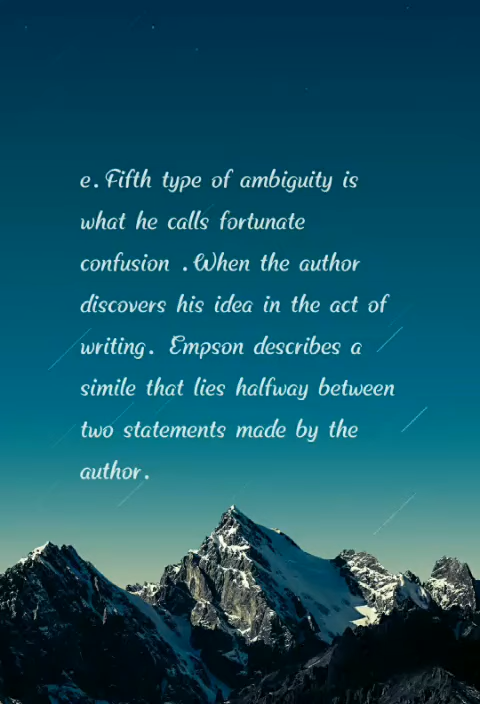 e. Fifth type of ambiguity is
what he calls fortunate
confusion .When the author
discovers his idea in the act of
writing. Empson describes a
simile that lies halfway between
two statements made by the
author.